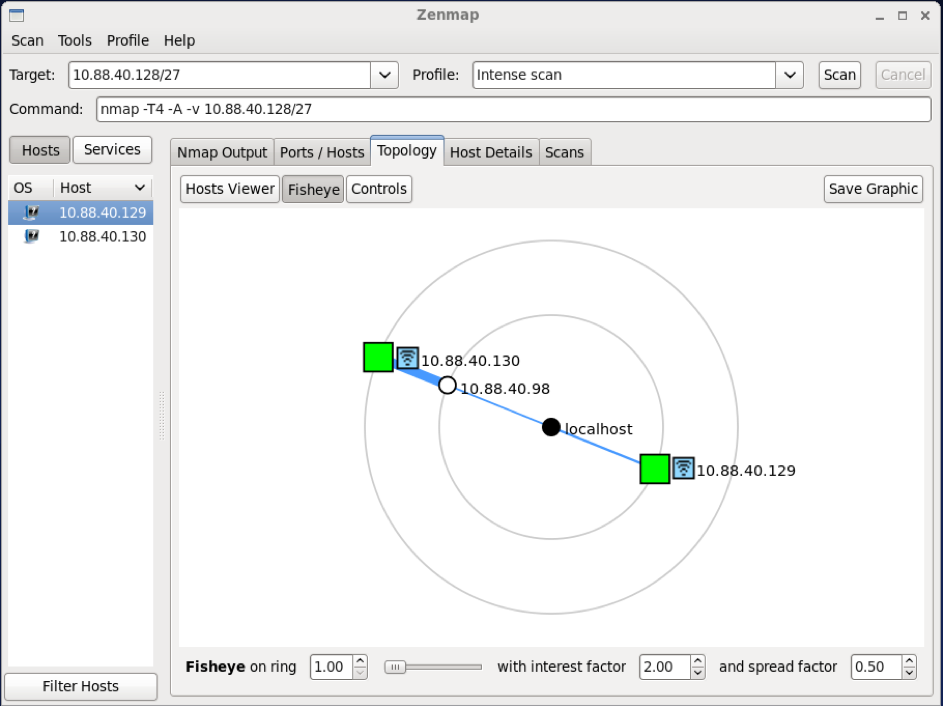 Zenmap
Scan Tools Profile Help
Target: 10.88.40.128/27 Profile: Intense scan Scan Cancel
Command: nmap -T4 -A -v 10.88.40.128/27
Hosts Services
Nmap Output Ports / Hosts Topology Host Details Scans
OS Host
10.88.40.129
10.88.40.130
Hosts Viewer Fisheye Controls Save Graphic
10.88.40.130
10.88.40.98
localhost
10.88.40.129
Filter Hosts
Fisheye on ring 1.00 with interest factor 2.00 and spread factor 0.50